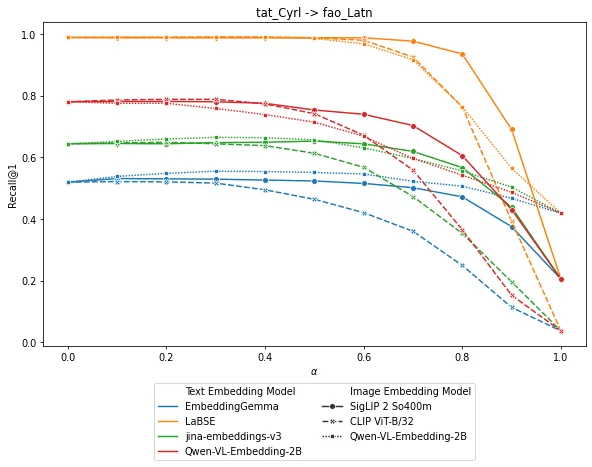 tat_Cyrl -> fao_Latn
Recall@1
1.0
0.8
0.6
0.4
0.2
0.0
0.0 0.2 0.4 0.6 0.8 1.0
α
Text Embedding Model
EmbeddingGemma
LaBSE
jina-embeddings-v3
Qwen-VL-Embedding-2B
Image Embedding Model
SigLIP 2 So400m
CLIP ViT-B/32
Qwen-VL-Embedding-2B